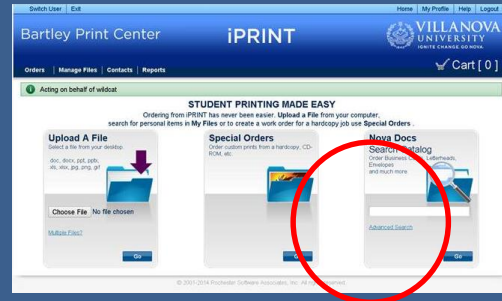 Switch User | Exit
Home | My Profile | Help | Logout
Bartley Print Center
iPRINT
VILLANOVA
UNIVERSITY
IGNITE CHANGE. GO NOVA.
Orders | Manage Files | Contacts | Reports
Cart [ 0 ]
Acting on behalf of wildcat
STUDENT PRINTING MADE EASY
Ordering from iPRINT has never been easier. Upload a File from your computer,
search for personal items in My Files or to create a work order for a hardcopy job use Special Orders .
Upload A File
Select a file from your desktop.
doc, docx, ppt, pptx,
xls, xlsx, jpg, png, gif
Choose File No file chosen
Multiple Files?
Go
Special Orders
Order custom prints from a hardcopy, CD-
ROM, etc.
Go
Nova Docs
Search Catalog
Order Business Letterheads,
Envelopes
and much more.
Advanced Search
Go
© 2001-2014 Rochester Software Associates, Inc. All rights reserved.